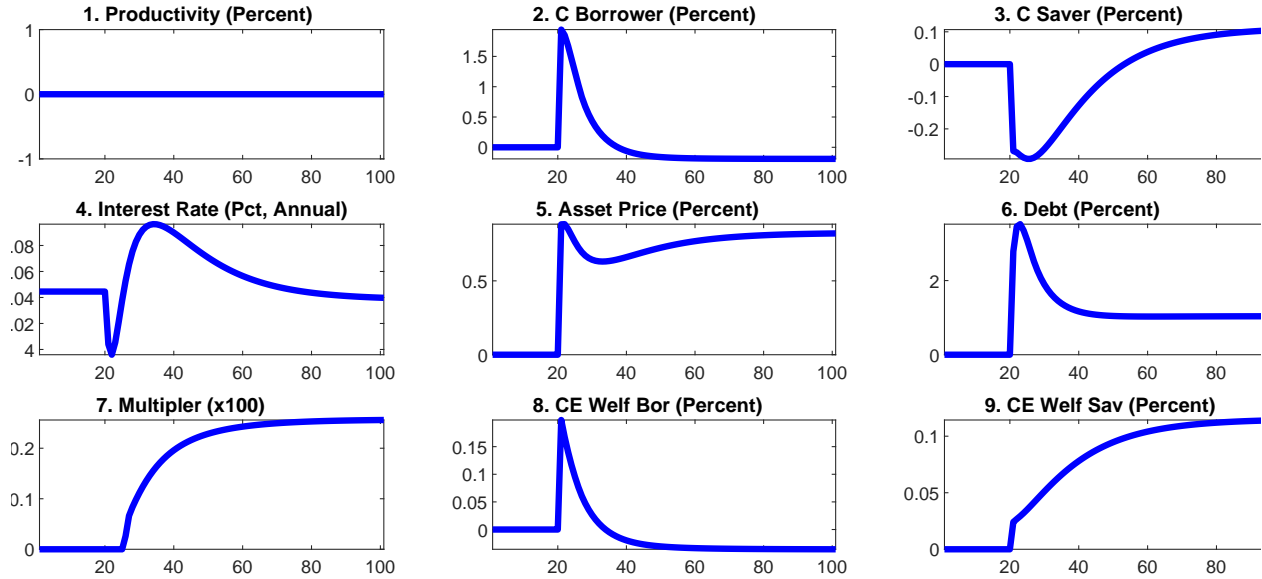 1. Productivity (Percent)
1
0
-1
20 40 60 80 100
2. C Borrower (Percent)
1.5
1
0.5
0
20 40 60 80 100
3. C Saver (Percent)
0.1
0
-0.1
-0.2
20 40 60 80
4. Interest Rate (Pct, Annual)
.08
.06
.04
.02
4
20 40 60 80 100
5. Asset Price (Percent)
0.5
0
20 40 60 80 100
6. Debt (Percent)
2
0
20 40 60 80
7. Multipler (x100)
0.2
0.1
0
20 40 60 80 100
8. CE Welf Bor (Percent)
0.15
0.1
0.05
0
20 40 60 80 100
9. CE Welf Sav (Percent)
0.1
0.05
0
20 40 60 80